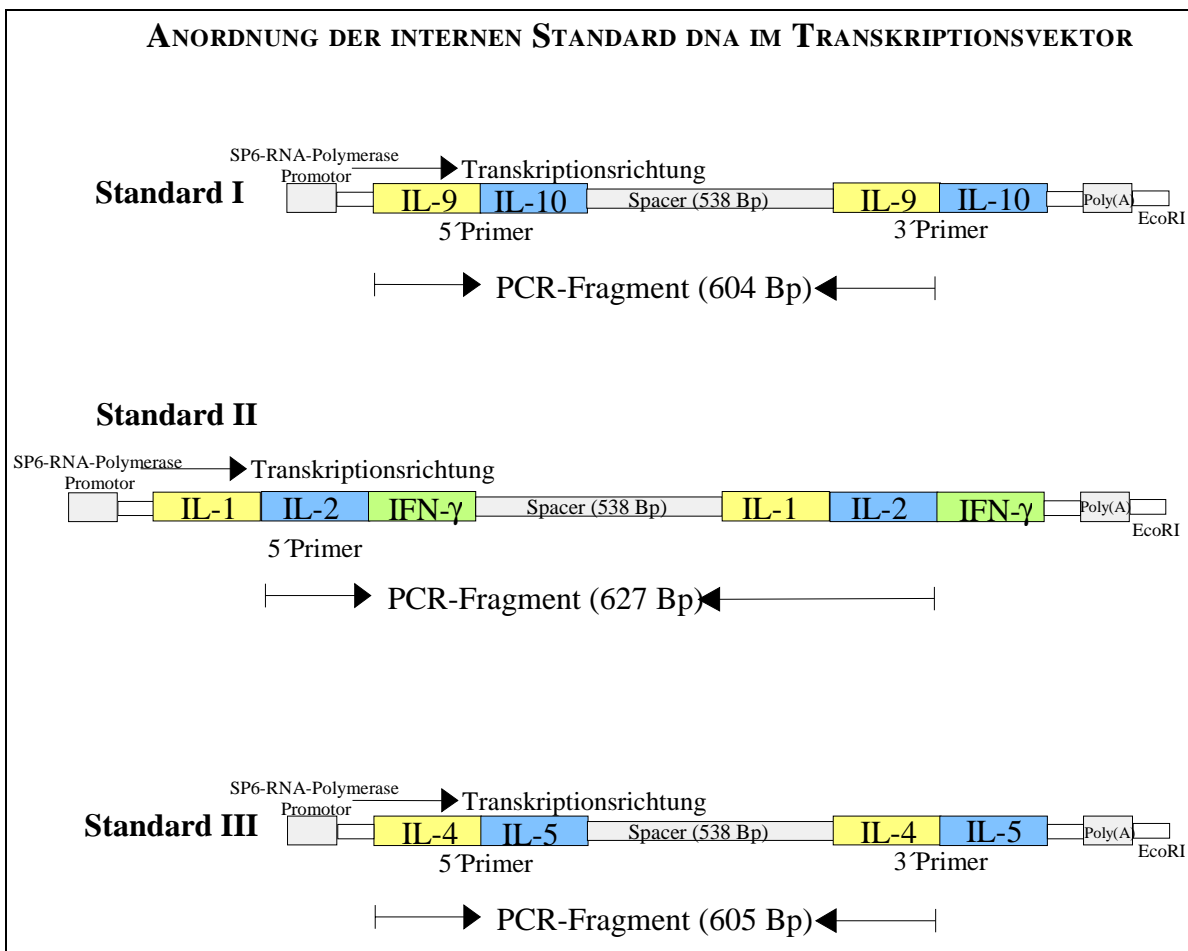 ANORDNUNG DER INTERNEN STANDARD DNA IM TRANSKRIPTIONSVEKTOR
SP6-RNA-Polymerase
Promotor
Transkriptionsrichtung
Standard I
IL-9 IL-10 Spacer (538 Bp) IL-9 IL-10 Poly(A)
EcoRI
5´Primer 3´Primer
PCR-Fragment (604 Bp)
Standard II
SP6-RNA-Polymerase
Promotor
Transkriptionsrichtung
IL-1 IL-2 IFN-γ Spacer (538 Bp) IL-1 IL-2 IFN-γ Poly(A)
EcoRI
5´Primer
PCR-Fragment (627 Bp)
SP6-RNA-Polymerase
Promotor
Transkriptionsrichtung
Standard III
IL-4 IL-5 Spacer (538 Bp) IL-4 IL-5 Poly(A)
EcoRI
5´Primer 3´Primer
PCR-Fragment (605 Bp)